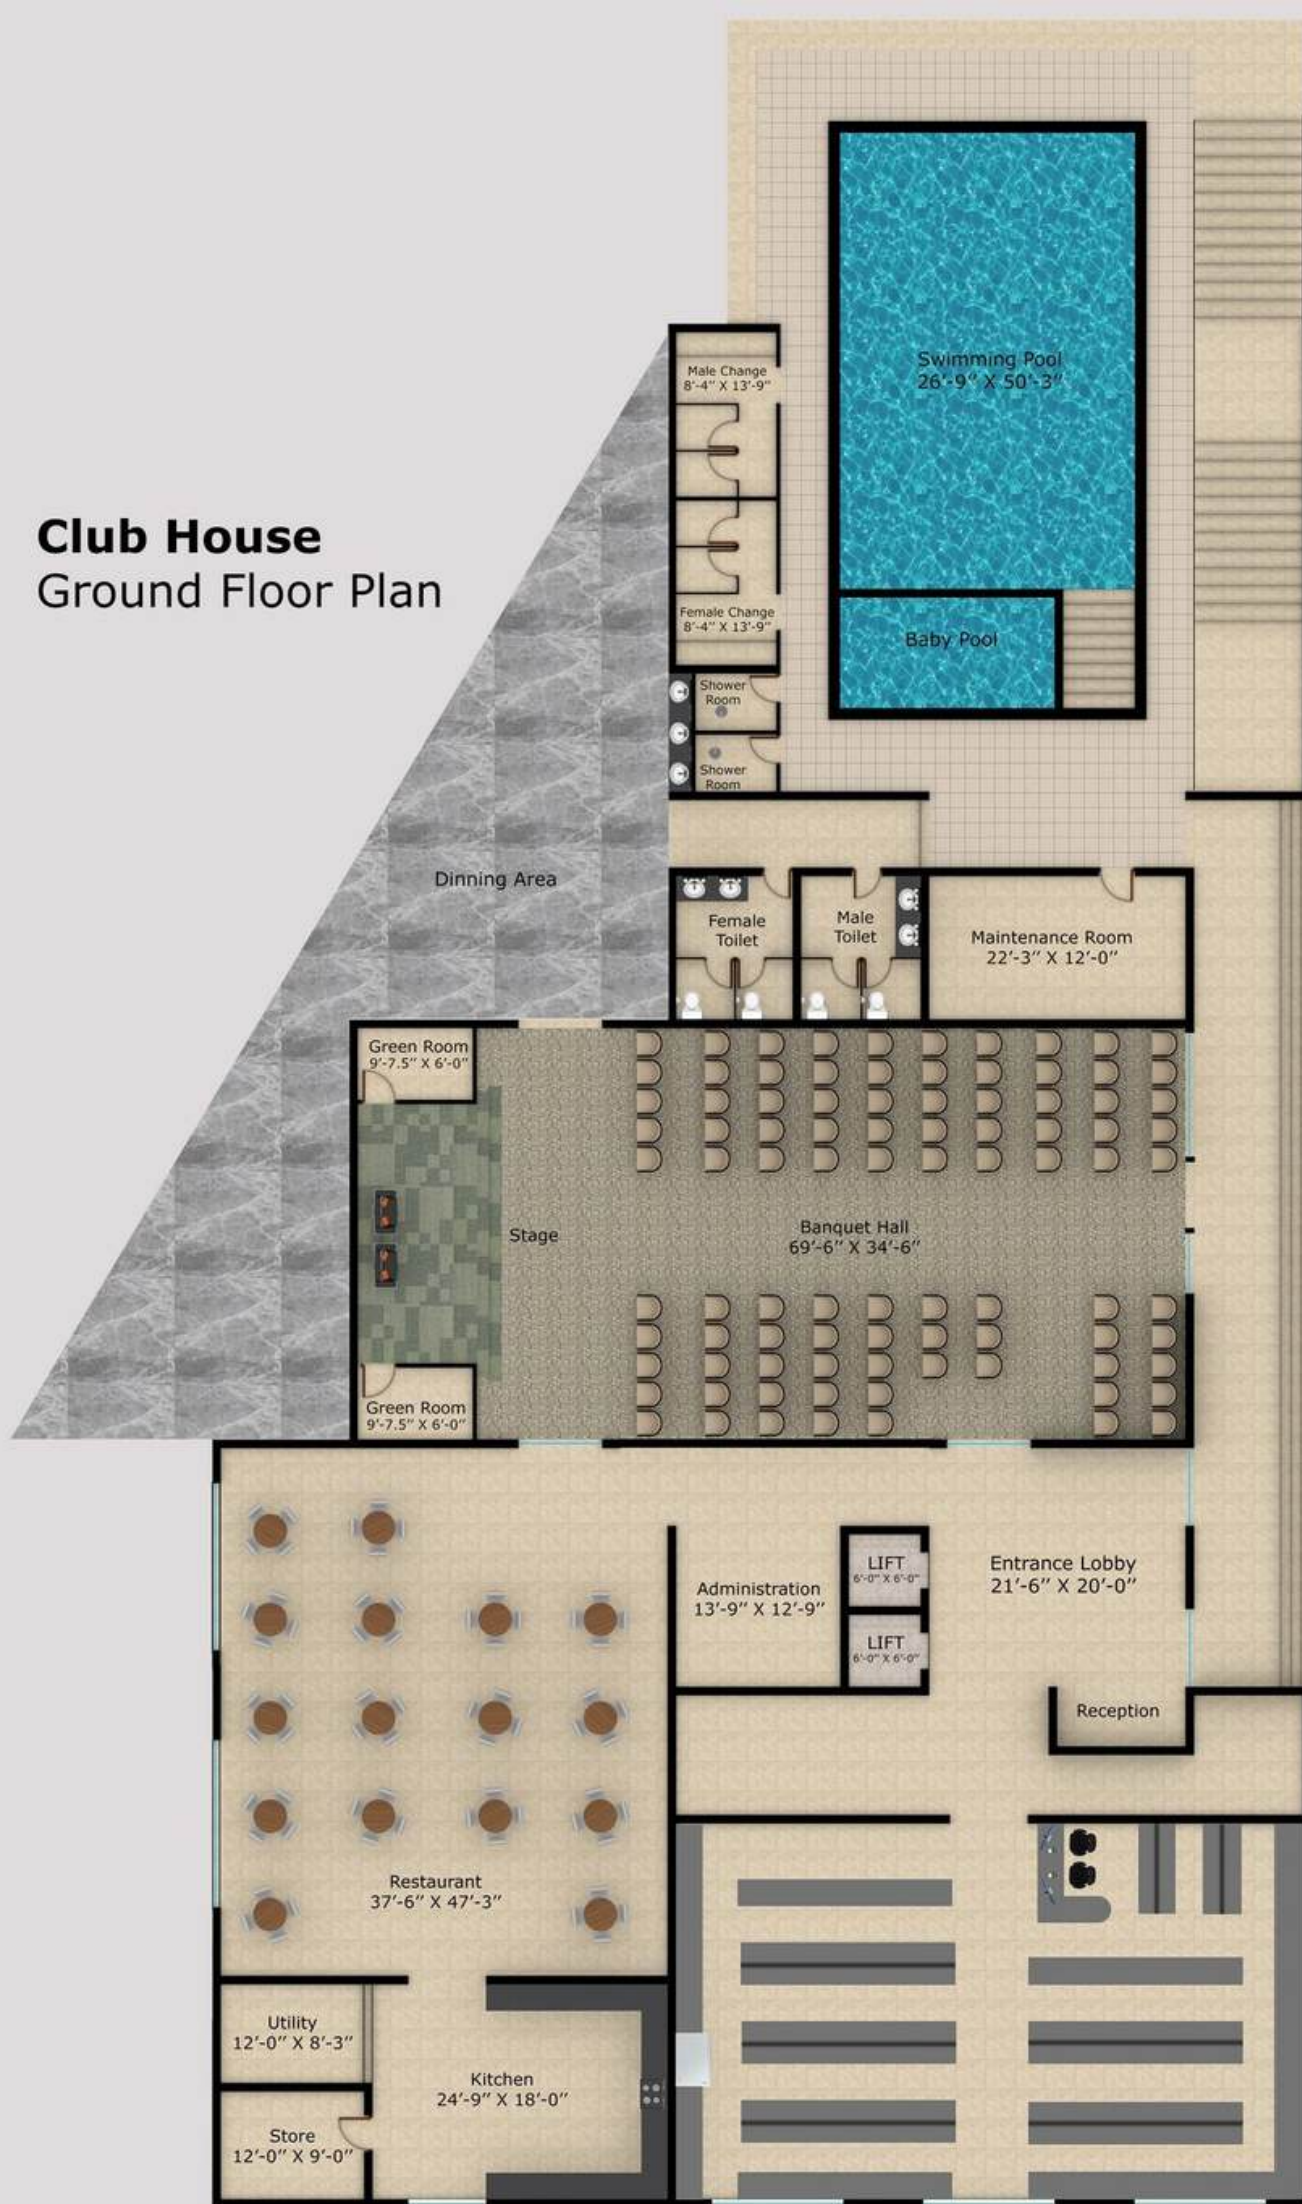 Swimming Pool
26'-9" X 50'-3"
Male Change
8'-4" X 13'-9"
Club House
Ground Floor Plan
Female Change
8'-4" X 13'-9"
Baby Pool
Shower
Room
Shower
Room
Dinning Area
Female
Toilet
Male
Toilet
Maintenance Room
22'-3" X 12'-0"
Green Room
9'-7.5" X 6'-0"
Stage
Banquet Hall
69'-6" X 34'-6"
Green Room
9'-7.5" X 6'-0"
LIFT
6'-0" X 6'-0"
Entrance Lobby
21'-6" X 20'-0"
Administration
13'-9" X 12'-9"
LIFT
6'-0" X 6'-0"
Reception
Restaurant
37'-6" X 47'-3"
Utility
12'-0" X 8'-3"
Kitchen
24'-9" X 18'-0"
Store
12'-0" X 9'-0"